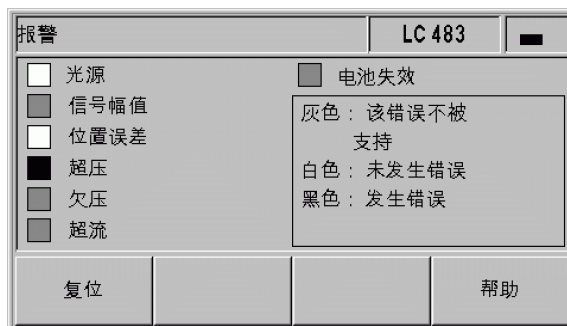 报警
LC 483
光源
信号幅值
位置误差
超压
欠压
超流
电池失效
灰色： 该错误不被
支持
白色： 未发生错误
黑色： 发生错误
复位
帮助